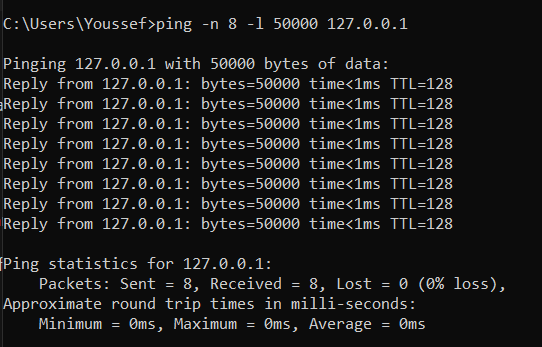 C:\Users\Youssef>ping -n 8 -l 50000 127.0.0.1
Pinging 127.0.0.1 with 50000 bytes of data:
Reply from 127.0.0.1: bytes=50000 time<1ms TTL=128
Reply from 127.0.0.1: bytes=50000 time<1ms TTL=128
Reply from 127.0.0.1: bytes=50000 time<1ms TTL=128
Reply from 127.0.0.1: bytes=50000 time<1ms TTL=128
Reply from 127.0.0.1: bytes=50000 time<1ms TTL=128
Reply from 127.0.0.1: bytes=50000 time<1ms TTL=128
Reply from 127.0.0.1: bytes=50000 time<1ms TTL=128
Reply from 127.0.0.1: bytes=50000 time<1ms TTL=128
Ping statistics for 127.0.0.1:
    Packets: Sent = 8, Received = 8, Lost = 0 (0% loss),
Approximate round trip times in milli-seconds:
    Minimum = 0ms, Maximum = 0ms, Average = 0ms